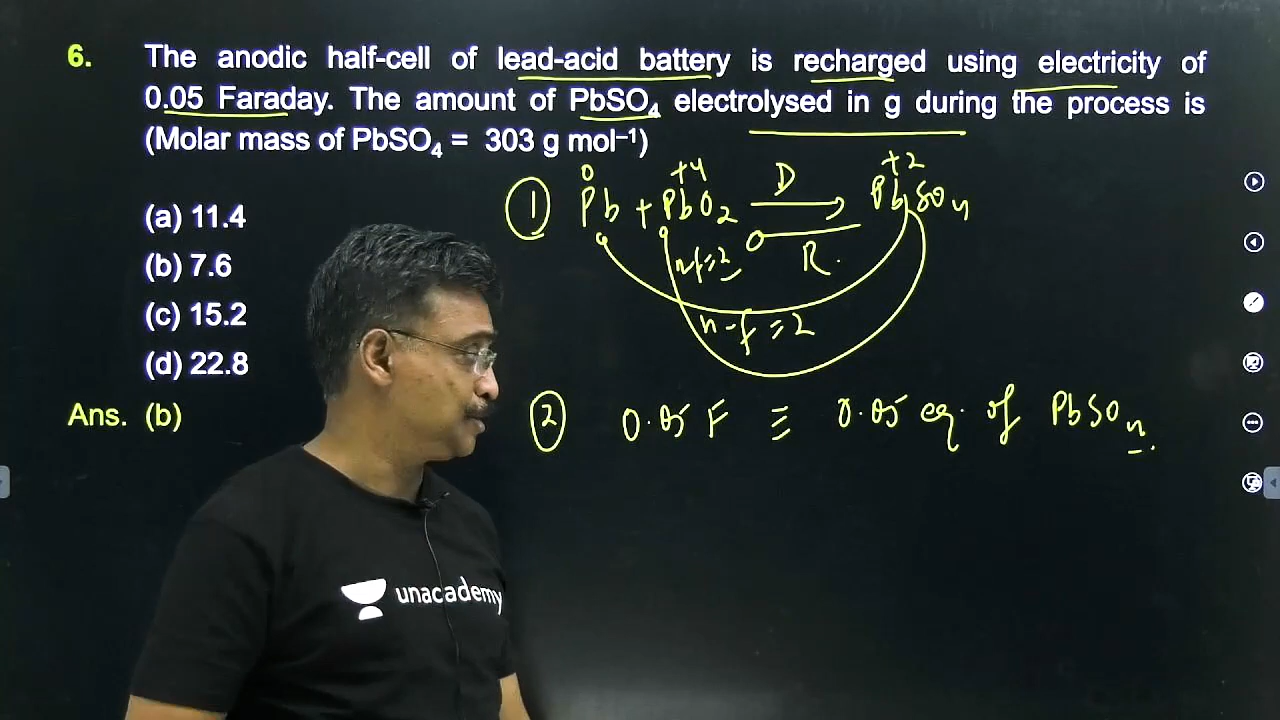 6. The anodic half-cell of lead-acid battery is recharged using electricity of
0.05 Faraday. The amount of PbSO₄ electrolysed in g during the process is
(Molar mass of PbSO₄ = 303 g mol⁻¹)
(a) 11.4
(b) 7.6
(c) 15.2
(d) 22.8
Ans. (b)
0 +4 +2
① Pb + PbO₂ D PbSO₄
R.
nf = 2
n-f = 2
② 0.05 F ≡ 0.05 eq. of PbSO₄.
unacademy